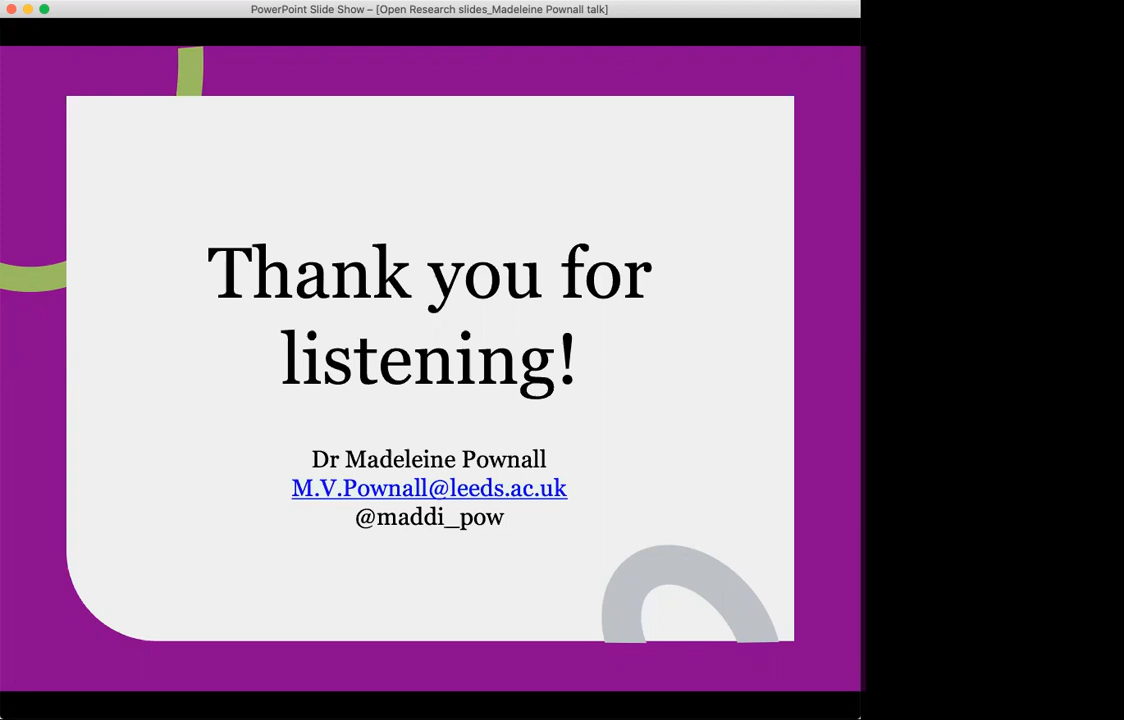 PowerPoint Slide Show – [Open Research slides_Madeleine Pownall talk]
Thank you for
listening!
Dr Madeleine Pownall
M.V.Pownall@leeds.ac.uk
@maddi_pow